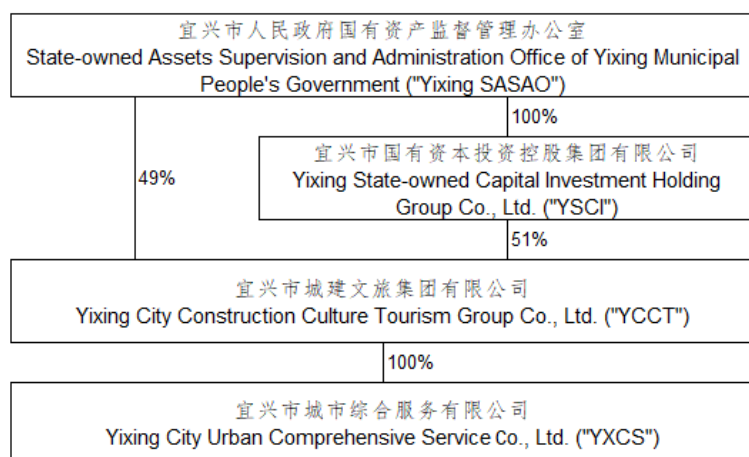 宜兴市人民政府国有资产监督管理办公室
State-owned Assets Supervision and Administration Office of Yixing Municipal
People's Government ("Yixing SASAO")
100%
宜兴市国有资本投资控股集团有限公司
Yixing State-owned Capital Investment Holding
Group Co., Ltd. ("YSCI")
49%
51%
宜兴市城建文旅集团有限公司
Yixing City Construction Culture Tourism Group Co., Ltd. ("YCCT")
100%
宜兴市城市综合服务有限公司
Yixing City Urban Comprehensive Service Co., Ltd. ("YXCS")